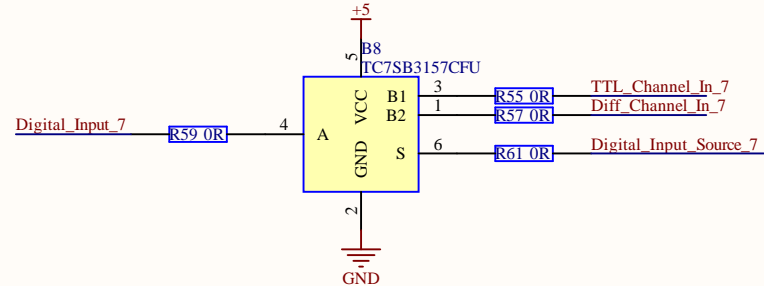 +5
B8
TC7SB3157CFU
5
VCC
B1
3
R55 0R
TTL_Channel_In_7
B2
1
R57 0R
Diff_Channel_In_7
Digital_Input_7
R59 0R
4
A
GND
S
6
R61 0R
Digital_Input_Source_7
2
GND